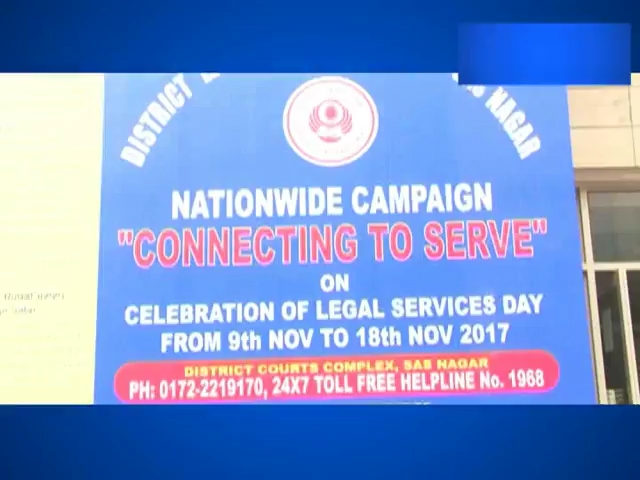 DISTRICT
SAS NAGAR
NATIONWIDE CAMPAIGN
"CONNECTING TO SERVE"
ON
CELEBRATION OF LEGAL SERVICES DAY
FROM 9th NOV TO 18th NOV 2017
DISTRICT COURTS COMPLEX, SAS NAGAR
PH: 0172-2219170, 24X7 TOLL FREE HELPLINE No. 1968